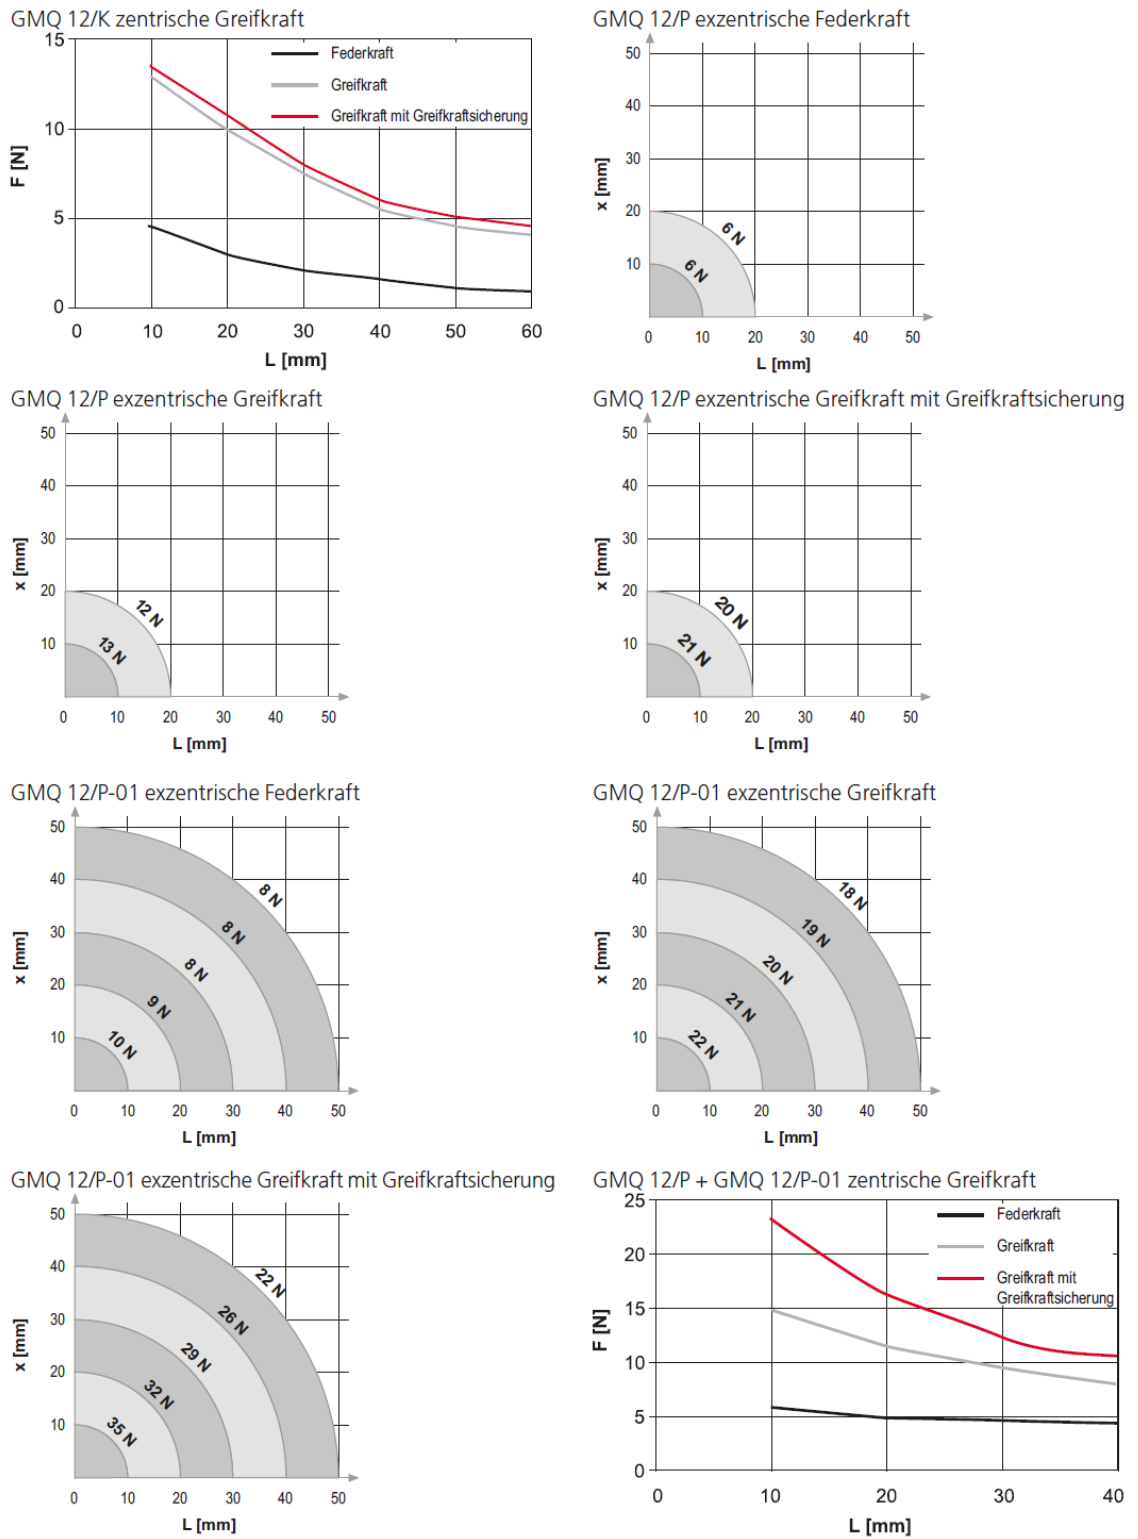 GMQ 12/K zentrische Greifkraft
15
10
5
0
F [N]
Federkraft
Greifkraft
Greifkraft mit Greifkraftsicherung
0 10 20 30 40 50 60
L [mm]
GMQ 12/P exzentrische Federkraft
50
40
30
20
10
x [mm]
6 N
6 N
0 10 20 30 40 50
L [mm]
GMQ 12/P exzentrische Greifkraft
50
40
30
20
10
x [mm]
12 N
13 N
0 10 20 30 40 50
L [mm]
GMQ 12/P exzentrische Greifkraft mit Greifkraftsicherung
50
40
30
20
10
x [mm]
20 N
21 N
0 10 20 30 40 50
L [mm]
GMQ 12/P-01 exzentrische Federkraft
50
40
30
20
10
x [mm]
8 N
8 N
8 N
9 N
10 N
0 10 20 30 40 50
L [mm]
GMQ 12/P-01 exzentrische Greifkraft
50
40
30
20
10
x [mm]
18 N
19 N
20 N
21 N
22 N
0 10 20 30 40 50
L [mm]
GMQ 12/P-01 exzentrische Greifkraft mit Greifkraftsicherung
50
40
30
20
10
x [mm]
22 N
26 N
29 N
32 N
35 N
0 10 20 30 40 50
L [mm]
GMQ 12/P + GMQ 12/P-01 zentrische Greifkraft
25
20
15
10
5
0
F [N]
Federkraft
Greifkraft
Greifkraft mit
Greifkraftsicherung
0 10 20 30 40
L [mm]